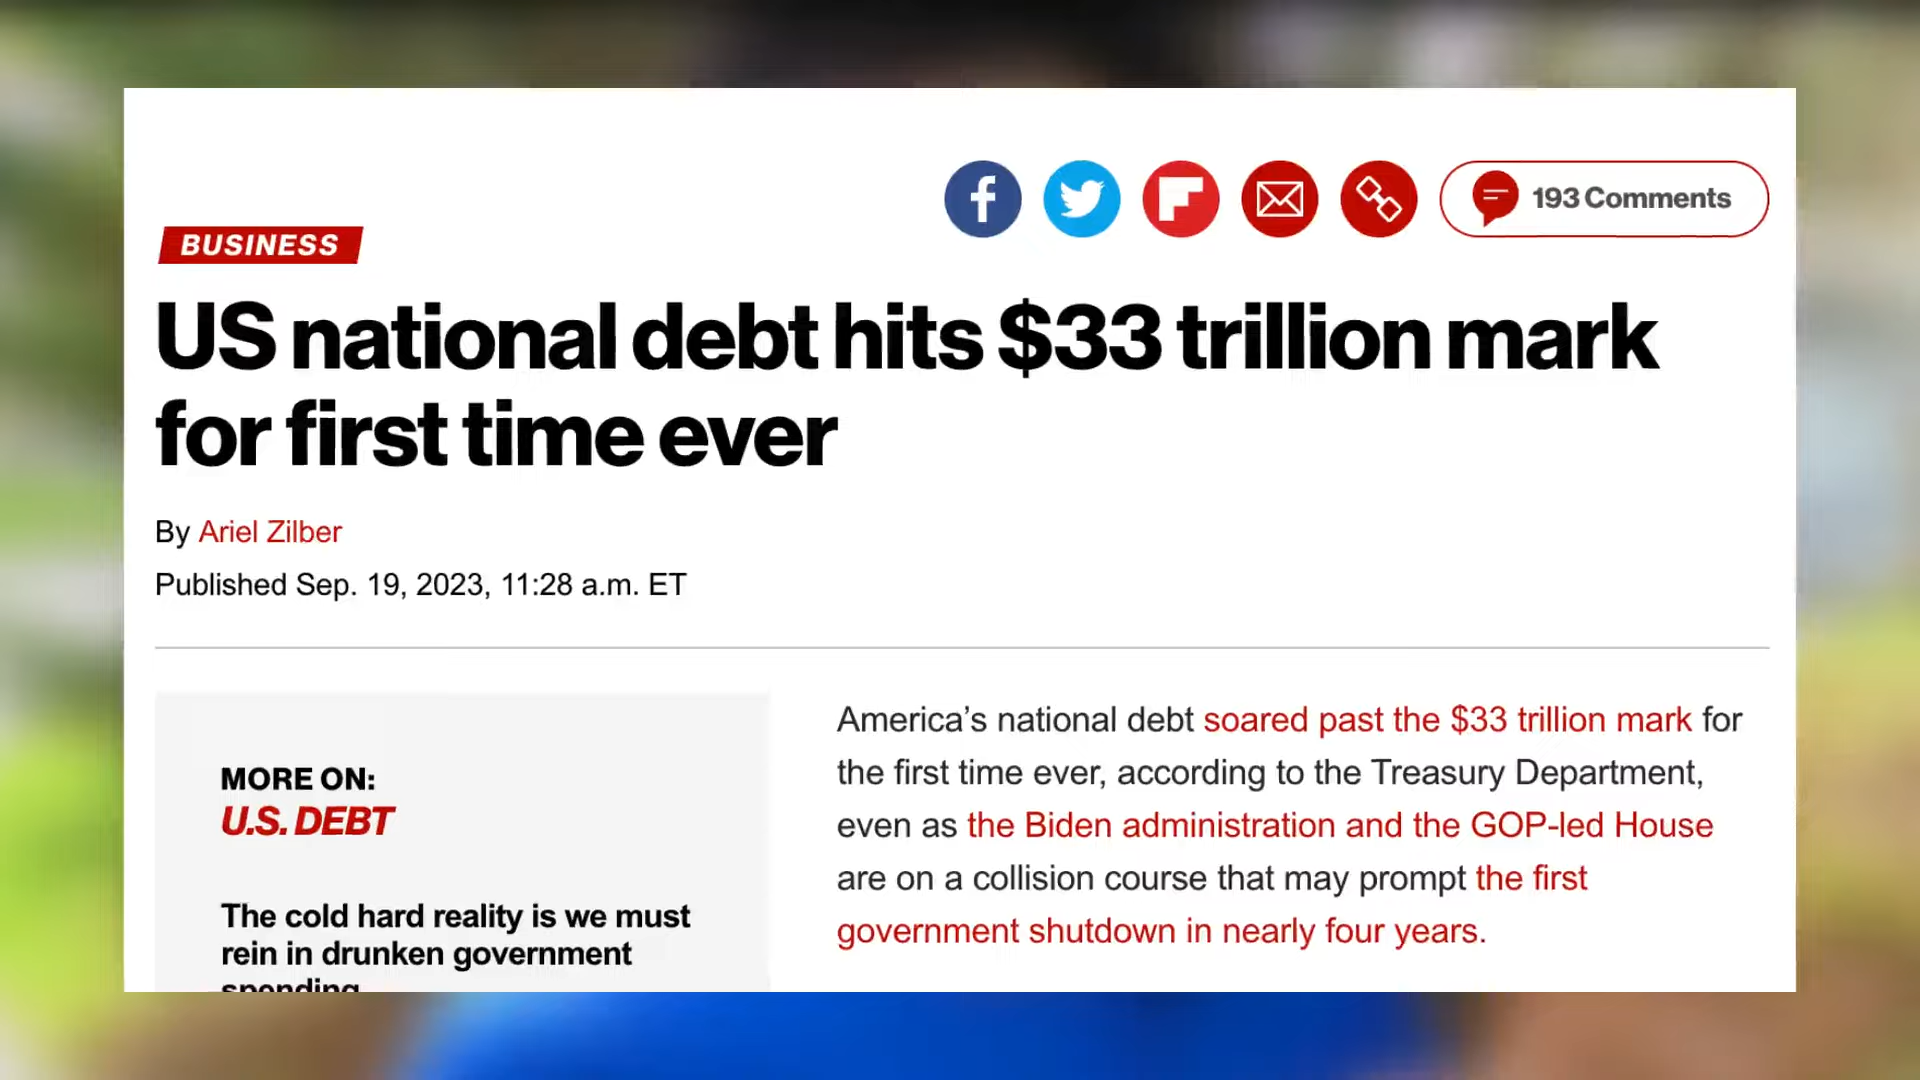 193 Comments
BUSINESS
US national debt hits $33 trillion mark
for first time ever
By Ariel Zilber
Published Sep. 19, 2023, 11:28 a.m. ET
MORE ON:
U.S. DEBT
The cold hard reality is we must
rein in drunken government
spending
America’s national debt soared past the $33 trillion mark for
the first time ever, according to the Treasury Department,
even as the Biden administration and the GOP-led House
are on a collision course that may prompt the first
government shutdown in nearly four years.